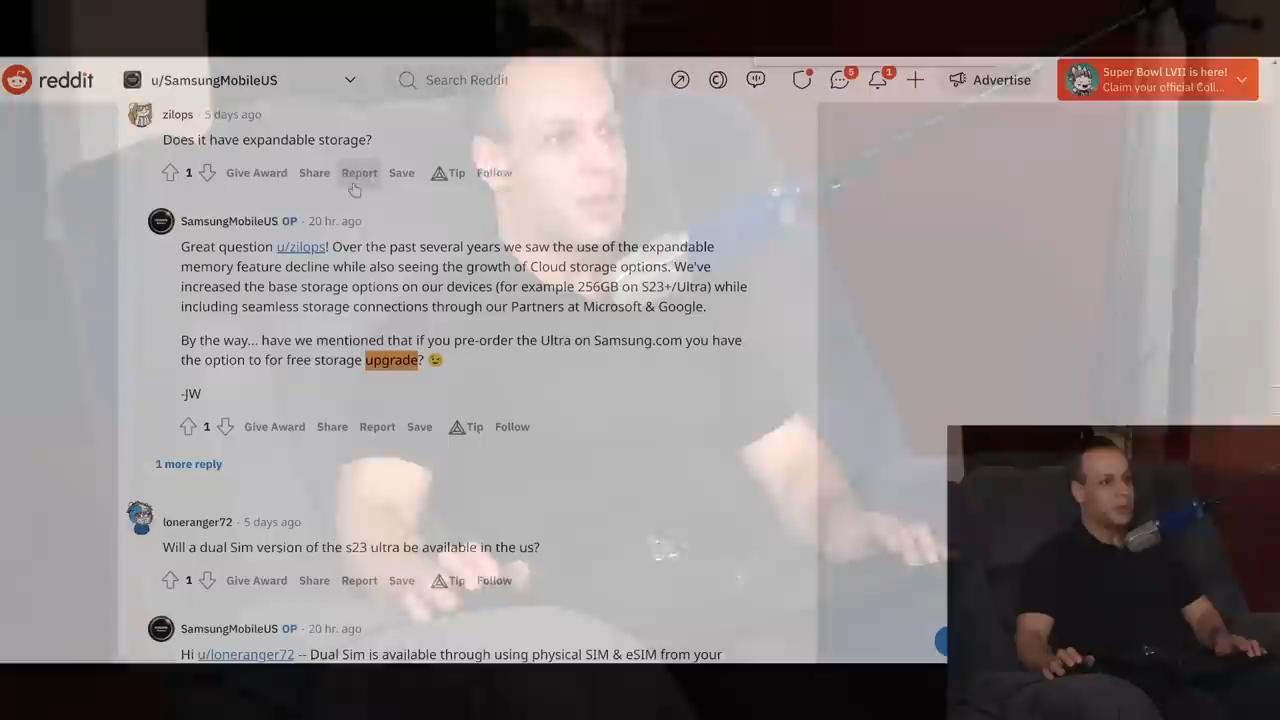 reddit
u/SamsungMobileUS
Search Reddit
5
1
Advertise
Super Bowl LVII is here!
Claim your official Coll...
zilops · 5 days ago
Does it have expandable storage?
1 Give Award Share Report Save Tip Follow
SamsungMobileUS OP · 20 hr. ago
Great question u/zilops! Over the past several years we saw the use of the expandable
memory feature decline while also seeing the growth of Cloud storage options. We've
increased the base storage options on our devices (for example 256GB on S23+/Ultra) while
including seamless storage connections through our Partners at Microsoft & Google.
By the way... have we mentioned that if you pre-order the Ultra on Samsung.com you have
the option to for free storage upgrade? 😉
-JW
1 Give Award Share Report Save Tip Follow
1 more reply
loneranger72 · 5 days ago
Will a dual Sim version of the s23 ultra be available in the us?
1 Give Award Share Report Save Tip Follow
SamsungMobileUS OP · 20 hr. ago
Hi u/loneranger72 -- Dual Sim is available through using physical SIM & eSIM from your